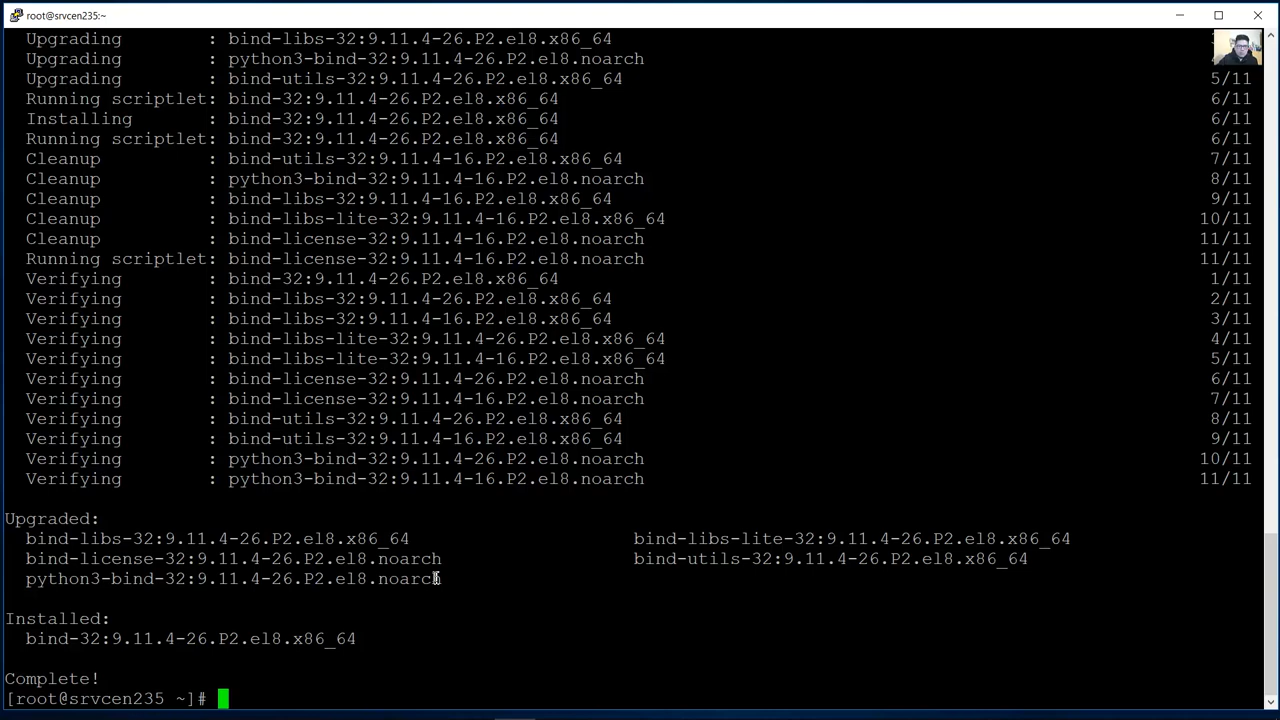 root@srvcen235:~
Upgrading        : bind-libs-32:9.11.4-26.P2.el8.x86_64
Upgrading        : python3-bind-32:9.11.4-26.P2.el8.noarch
Upgrading        : bind-utils-32:9.11.4-26.P2.el8.x86_64 5/11
Running scriptlet: bind-32:9.11.4-26.P2.el8.x86_64 6/11
Installing       : bind-32:9.11.4-26.P2.el8.x86_64 6/11
Running scriptlet: bind-32:9.11.4-26.P2.el8.x86_64 6/11
Cleanup          : bind-utils-32:9.11.4-16.P2.el8.x86_64 7/11
Cleanup          : python3-bind-32:9.11.4-16.P2.el8.noarch 8/11
Cleanup          : bind-libs-32:9.11.4-16.P2.el8.x86_64 9/11
Cleanup          : bind-libs-lite-32:9.11.4-16.P2.el8.x86_64 10/11
Cleanup          : bind-license-32:9.11.4-16.P2.el8.noarch 11/11
Running scriptlet: bind-license-32:9.11.4-16.P2.el8.noarch 11/11
Verifying        : bind-32:9.11.4-26.P2.el8.x86_64 1/11
Verifying        : bind-libs-32:9.11.4-26.P2.el8.x86_64 2/11
Verifying        : bind-libs-32:9.11.4-16.P2.el8.x86_64 3/11
Verifying        : bind-libs-lite-32:9.11.4-26.P2.el8.x86_64 4/11
Verifying        : bind-libs-lite-32:9.11.4-16.P2.el8.x86_64 5/11
Verifying        : bind-license-32:9.11.4-26.P2.el8.noarch 6/11
Verifying        : bind-license-32:9.11.4-16.P2.el8.noarch 7/11
Verifying        : bind-utils-32:9.11.4-26.P2.el8.x86_64 8/11
Verifying        : bind-utils-32:9.11.4-16.P2.el8.x86_64 9/11
Verifying        : python3-bind-32:9.11.4-26.P2.el8.noarch 10/11
Verifying        : python3-bind-32:9.11.4-16.P2.el8.noarch 11/11
Upgraded:
bind-libs-32:9.11.4-26.P2.el8.x86_64 bind-libs-lite-32:9.11.4-26.P2.el8.x86_64
bind-license-32:9.11.4-26.P2.el8.noarch bind-utils-32:9.11.4-26.P2.el8.x86_64
python3-bind-32:9.11.4-26.P2.el8.noarch
Installed:
bind-32:9.11.4-26.P2.el8.x86_64
Complete!
[root@srvcen235 ~]#